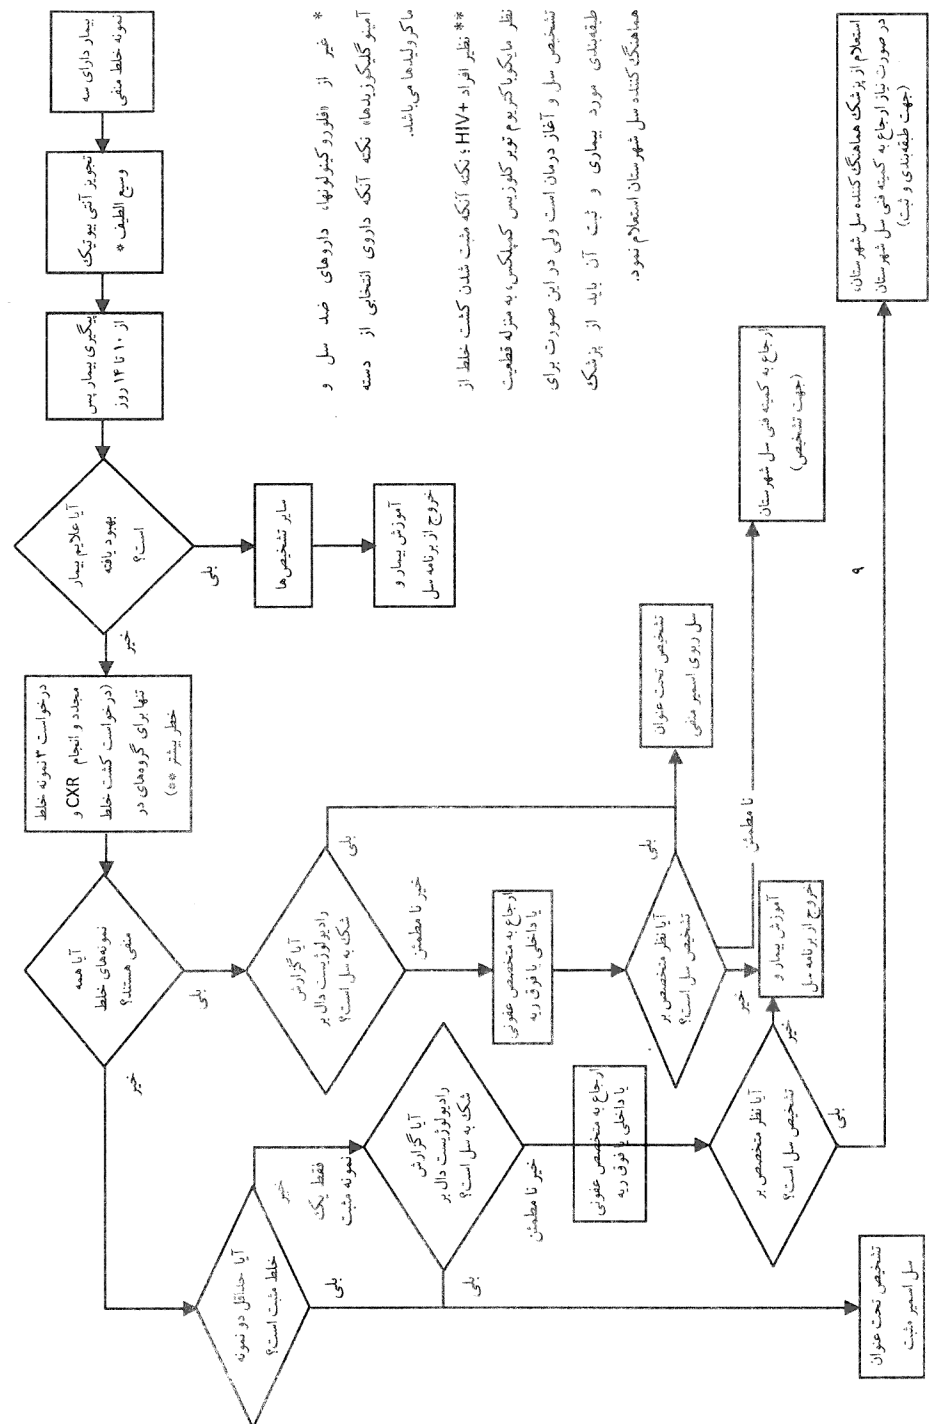 بیمار دارای سه
نمونه خلط منفی
تجویز آنتی بیوتیک
وسیع الطیف *
پیگیری بیمار پس
از ۱۰ تا ۱۴ روز
آیا علایم بیمار
بهبود یافته
است؟
بلی
سایر تشخیص‌ها
آموزش بیمار و
خروج از برنامه سل
خیر
درخواست ۳ نمونه خلط
مجدد و انجام CXR و
(درخواست کشت خلط
تنها برای گروه‌های در
خطر بیشتر **)
آیا همه
نمونه‌های خلط
منفی هستند؟
بلی
آیا گزارش
رادیولوژیست دال بر
شک به سل است؟
بلی
خیر تا مطمئن
ارجاع به متخصص عفونی
یا داخلی یا فوق ریه
آیا نظر متخصص بر
تشخیص سل است؟
بلی
تشخیص تحت عنوان
سل ریوی اسمیر منفی
نا مطمئن
ارجاع به کمیته فنی سل شهرستان
(جهت تشخیص)
خیر
آموزش بیمار و
خروج از برنامه سل
خیر
آیا حداقل دو نمونه
خلط مثبت است؟
خیر
فقط یک
نمونه مثبت
آیا گزارش
رادیولوژیست دال بر
شک به سل است؟
خیر تا مطمئن
ارجاع به متخصص عفونی
یا داخلی یا فوق ریه
آیا نظر متخصص بر
تشخیص سل است؟
خیر
بلی
استعلام از پزشک هماهنگ کننده سل شهرستان،
در صورت نیاز ارجاع به کمیته فنی سل شهرستان
(جهت طبقه‌بندی و ثبت)
بلی
بلی
تشخیص تحت عنوان
سل اسمیر مثبت
* غیر از «فلوروکینولونها، داروهای ضد سل و
آمینوگلیکوزیدها» نکته آنکه داروی انتخابی از دسته
ماکرولیدها می‌باشد.
** نظیر افراد HIV+؛ نکته آنکه مثبت شدن کشت خلط از
نظر مایکوباکتریوم توبرکلوزیس کمپلکس، به منزله قطعیت
تشخیص سل و آغاز درمان است ولی در این صورت برای
طبقه‌بندی مورد بیماری و ثبت آن باید از پزشک
هماهنگ کننده سل شهرستان استعلام نمود.
۹